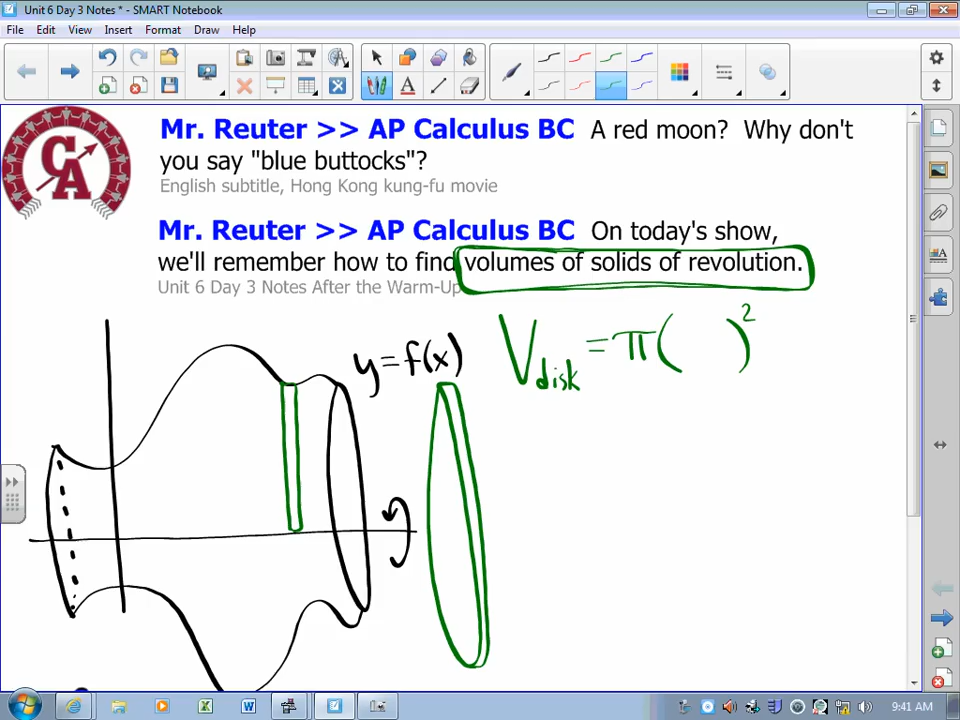 Unit 6 Day 3 Notes * - SMART Notebook
File Edit View Insert Format Draw Help
CA
Mr. Reuter >> AP Calculus BC A red moon? Why don't
you say "blue buttocks"?
English subtitle, Hong Kong kung-fu movie
Mr. Reuter >> AP Calculus BC On today's show,
we'll remember how to find volumes of solids of revolution.
Unit 6 Day 3 Notes After the Warm-Up
y=f(x)
V disk = π( )²
9:41 AM